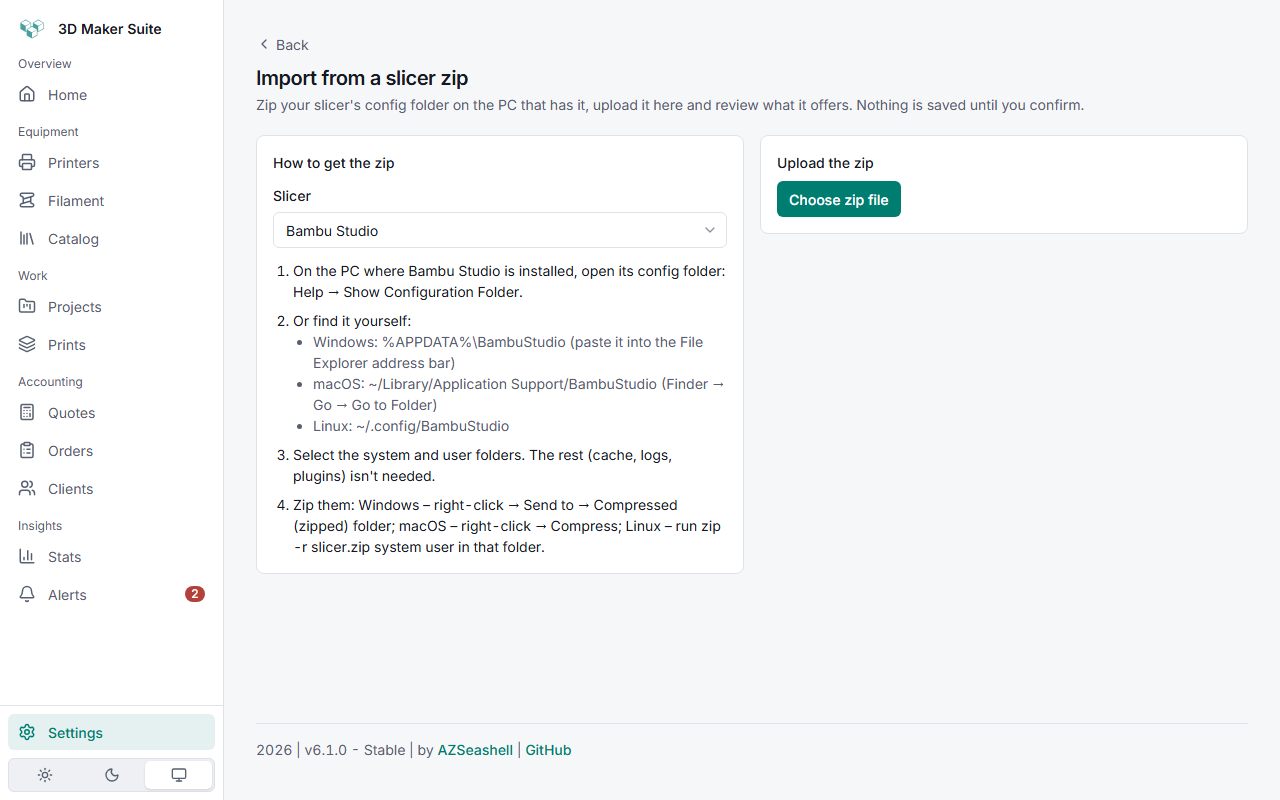 3D Maker Suite
Overview
Home
Equipment
Printers
Filament
Catalog
Work
Projects
Prints
Accounting
Quotes
Orders
Clients
Insights
Stats
Alerts
2
Settings
Back
Import from a slicer zip
Zip your slicer's config folder on the PC that has it, upload it here and review what it offers. Nothing is saved until you confirm.
How to get the zip
Slicer
Bambu Studio
1. On the PC where Bambu Studio is installed, open its config folder:
Help → Show Configuration Folder.
2. Or find it yourself:
• Windows: %APPDATA%\BambuStudio (paste it into the File
Explorer address bar)
• macOS: ~/Library/Application Support/BambuStudio (Finder →
Go → Go to Folder)
• Linux: ~/.config/BambuStudio
3. Select the system and user folders. The rest (cache, logs,
plugins) isn't needed.
4. Zip them: Windows – right-click → Send to → Compressed
(zipped) folder; macOS – right-click → Compress; Linux – run zip
-r slicer.zip system user in that folder.
Upload the zip
Choose zip file
2026 | v6.1.0 - Stable | by AZSeashell | GitHub